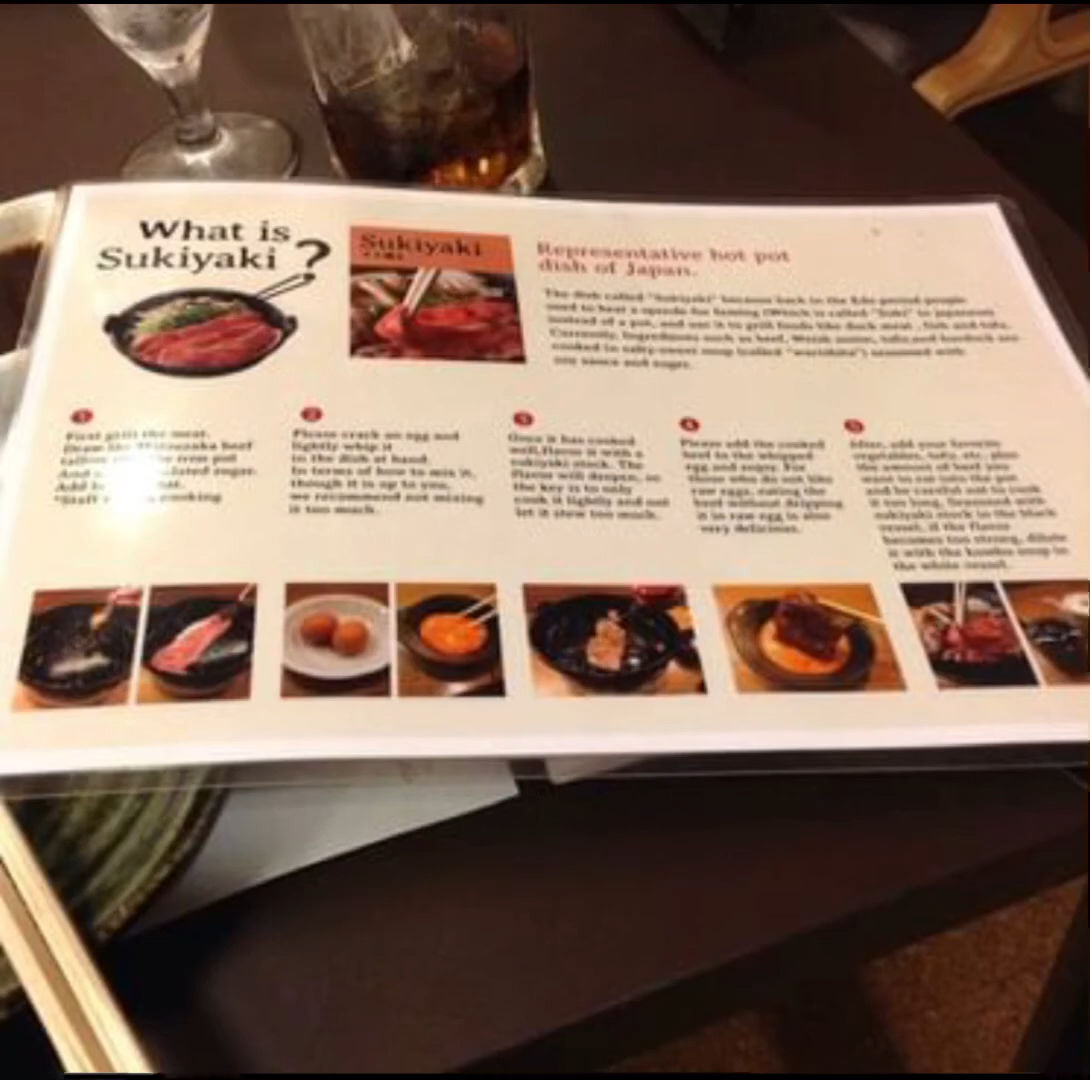 What is
Sukiyaki ?
Sukiyaki
Representative hot pot
dish of Japan.
The dish called "Sukiyaki" because back in the Edo period people
used to heat a spade for faming (Which is called "Suki" in japanese)
instead of a pot, and use it to grill foods like duck meat , fish and tofu.
Currently, Ingredients such as beef, Welsh onion, tofu, and burdock are
cooked in salty-sweet soup (called "warishita") seasoned with
soy sauce and sugar.
1
First grill the meat.
Draw the Matsuzaka beef
iron pot
sugar.
Add
"Staff cooking
2
Please crack an egg and
lightly whip it
in the dish at hand.
In terms of how to mix it,
though it is up to you,
we recommend not mixing
it too much.
3
Once it has cooked
well, flavor it with a
sukiyaki stock. The
flavor will deepen, so
the key is to only
cook it lightly and not
let it stew too much.
4
Please add the cooked
beef to the whipped
egg and enjoy. For
those who do not like
raw eggs, eating the
beef without dripping
it in raw egg is also
very delicious.
5
After, add your favorite
vegetables, tofu, etc. plus
the amount of beef you
want to eat into the pot
and be careful not to cook
it too long. Seasoned with
sukiyaki stock in the black
vessel, if the flavor
becomes too strong, dilute
it with the kombu soup in
the white vessel.